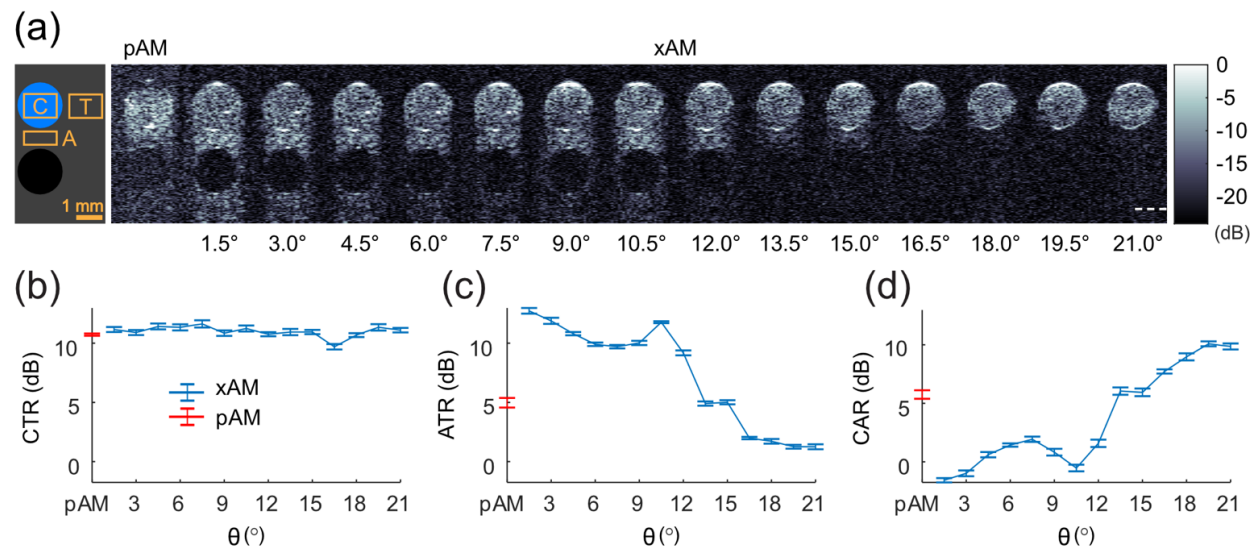 (a)
pAM xAM
C T
A
1 mm
0
-5
-10
-15
-20
(dB)
1.5° 3.0° 4.5° 6.0° 7.5° 9.0° 10.5° 12.0° 13.5° 15.0° 16.5° 18.0° 19.5° 21.0°
(b)
CTR (dB)
10
5
0
xAM
pAM
pAM 3 6 9 12 15 18 21
θ (°)
(c)
ATR (dB)
10
5
0
pAM 3 6 9 12 15 18 21
θ (°)
(d)
CAR (dB)
10
5
0
pAM 3 6 9 12 15 18 21
θ (°)